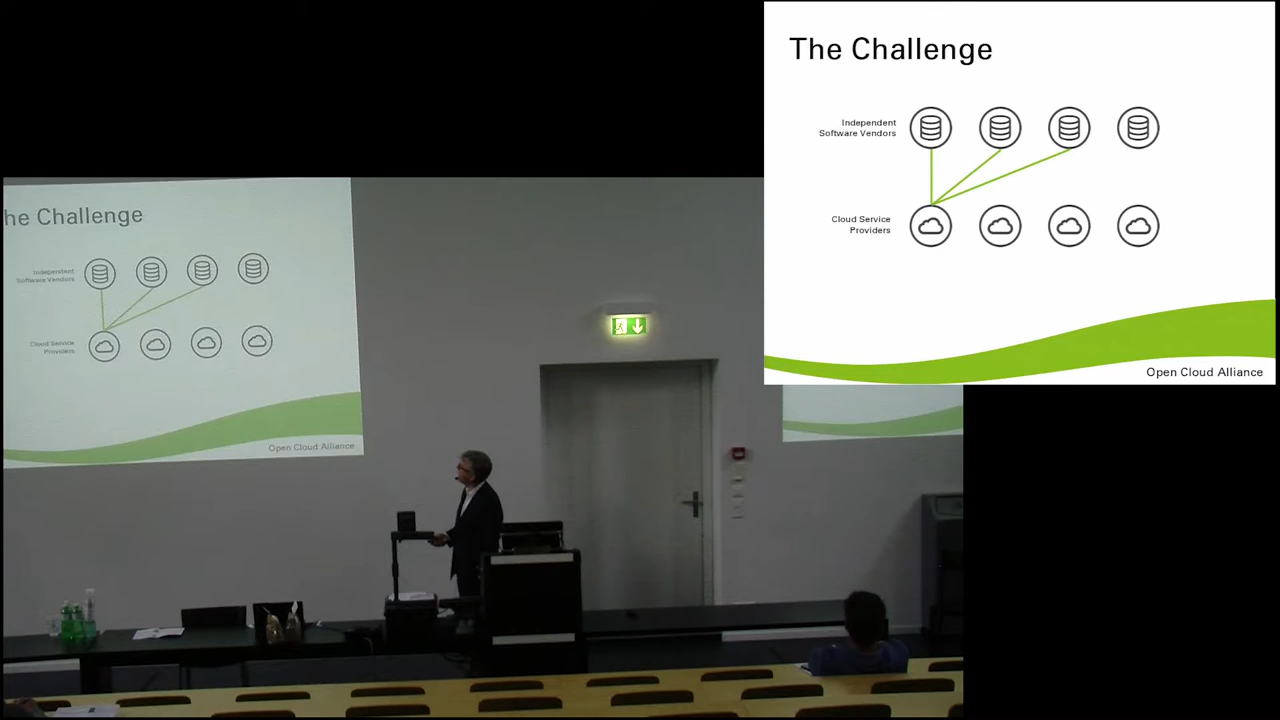 The Challenge
Independent
Software Vendors
Cloud Service
Providers
Open Cloud Alliance
he Challenge
Independent
Software Vendors
Cloud Service
Providers
Open Cloud Alliance